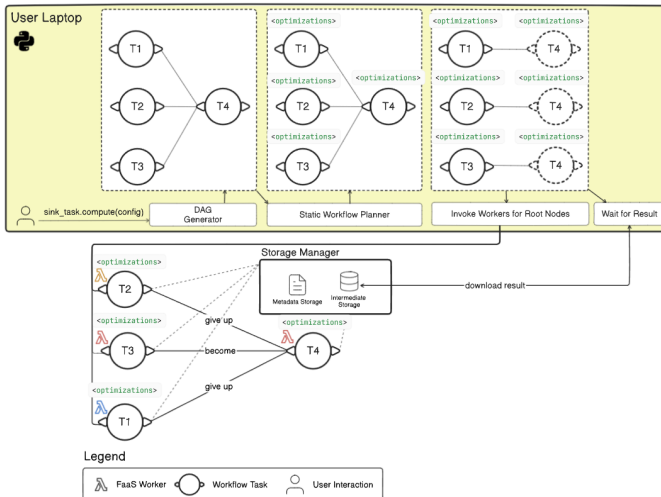 User Laptop
<optimizations>
<optimizations>
<optimizations>
T1
T1
T1
T4
<optimizations>
<optimizations>
<optimizations>
<optimizations>
T2
T4
T2
T4
T2
T4
<optimizations>
<optimizations>
<optimizations>
T3
T3
T3
T4
sink_task.compute(config)
DAG
Generator
Static Workflow Planner
Invoke Workers for Root Nodes
Wait for Result
Storage Manager
<optimizations>
Metadata Storage
Intermediate
Storage
download result
T2
give up
<optimizations>
<optimizations>
T3
become
T4
<optimizations>
give up
T1
Legend
FaaS Worker
Workflow Task
User Interaction